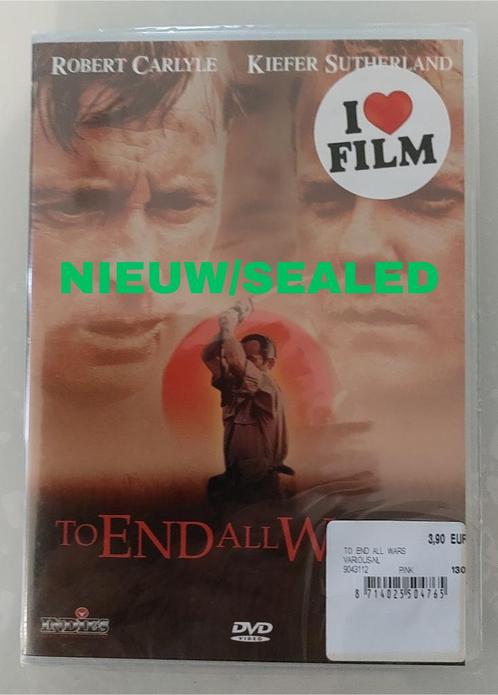 ROBERT CARLYLE KIEFER SUTHERLAND
I
FILM
NIEUW/SEALED
TO END ALL W
3,90 EUR
TO END ALL WARS
VARIOUS-NL
9043112 PINK 130
8 714025 504765
INDIES
DVD
VIDEO